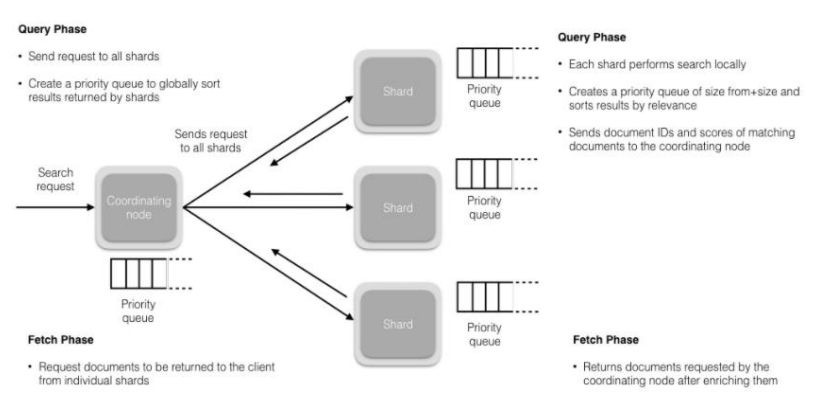 Query Phase
• Send request to all shards
• Create a priority queue to globally sort
results returned by shards
Sends request
to all shards
Search
request
Coordinating
node
Priority
queue
Fetch Phase
• Request documents to be returned to the client
from individual shards
Shard
Priority
queue
Shard
Priority
queue
Shard
Priority
queue
Query Phase
• Each shard performs search locally
• Creates a priority queue of size from+size and
sorts results by relevance
• Sends document IDs and scores of matching
documents to the coordinating node
Fetch Phase
• Returns documents requested by the
coordinating node after enriching them